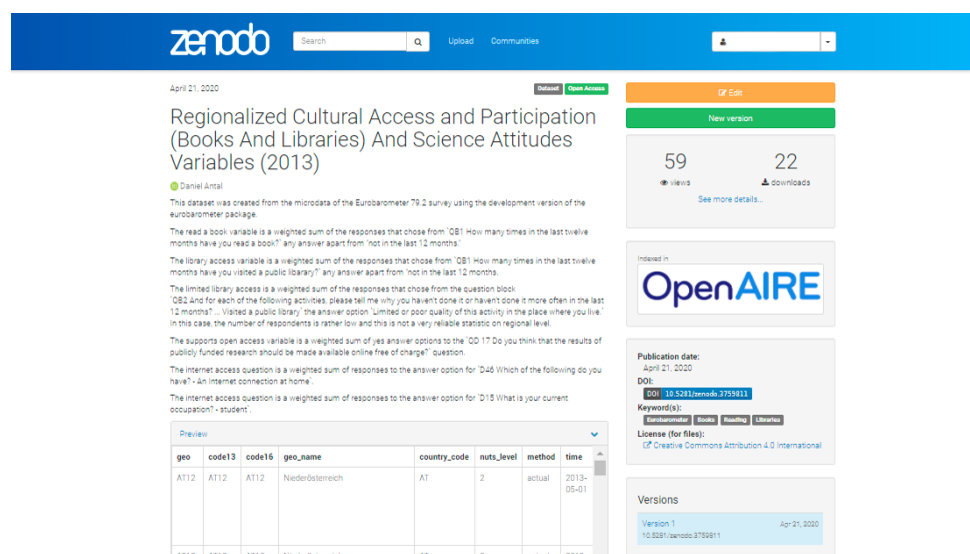 zenodo
Search
Upload
Communities
April 21, 2020
Dataset
Open Access
Regionalized Cultural Access and Participation
(Books And Libraries) And Science Attitudes
Variables (2013)
Daniel Antal
This dataset was created from the microdata of the Eurobarometer 79.2 survey using the development version of the
eurobarometer package.
The read a book variable is a weighted sum of the responses that chose from `QB1 How many times in the last twelve
months have you read a book?` any answer apart from 'not in the last 12 months.'
The library access variable is a weighted sum of the responses that chose from `QB1 How many times in the last twelve
months have you visited a public libarary?` any answer apart from 'not in the last 12 months.
The limited library access is a weighted sum of the responses that chose from the question block
`QB2 And for each of the following activities, please tell me why you haven't done it or haven't done it more often in the last
12 months? ... Visited a public library` the answer option `Limited or poor quality of this activity in the place where you live.`
In this case, the number of respondents is rather low and this is not a very reliable statistic on regional level.
The supports open access variable is a weighted sum of yes answer options to the `QD 17 Do you think that the results of
publicly funded research should be made available online free of charge?` question.
The internet access question is a weighted sum of responses to the answer option for `D46 Which of the following do you
have? - An Internet connection at home`.
The internet access question is a weighted sum of responses to the answer option for `D15 What is your current
occupation? - student`.
Preview
geo code13 code16 geo_name country_code nuts_level method time
AT12 AT12 AT12 Niederösterreich AT 2 actual 2013-
05-01
Edit
New version
59 22
views downloads
See more details...
Indexed in
OpenAIRE
Publication date:
April 21, 2020
DOI:
DOI 10.5281/zenodo.3759811
Keyword(s):
Eurobarometer Books Reading Libraries
License (for files):
Creative Commons Attribution 4.0 International
Versions
Version 1 Apr 21, 2020
10.5281/zenodo.3759811